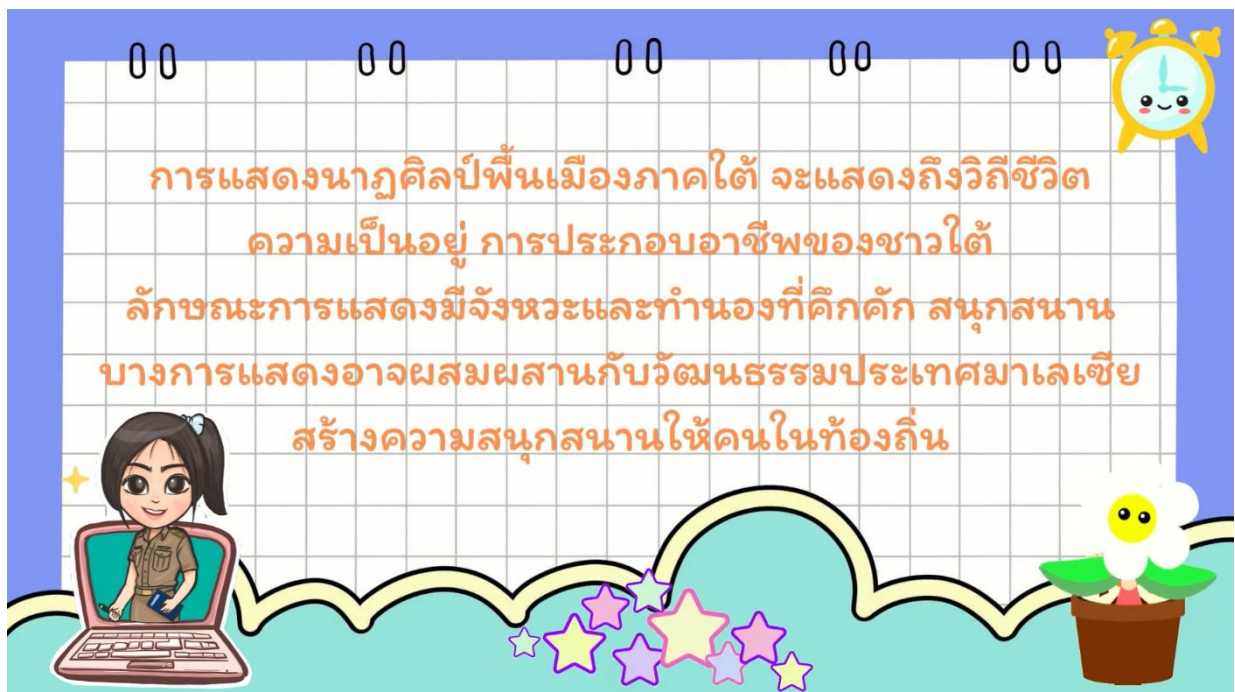 การแสดงนาฏศิลป์พื้นเมืองภาคใต้ จะแสดงถึงวิถีชีวิต
ความเป็นอยู่ การประกอบอาชีพของชาวใต้
ลักษณะการแสดงมีจังหวะและทำนองที่คึกคัก สนุกสนาน
บางการแสดงอาจผสมผสานกับวัฒนธรรมประเทศมาเลเซีย
สร้างความสนุกสนานให้คนในท้องถิ่น